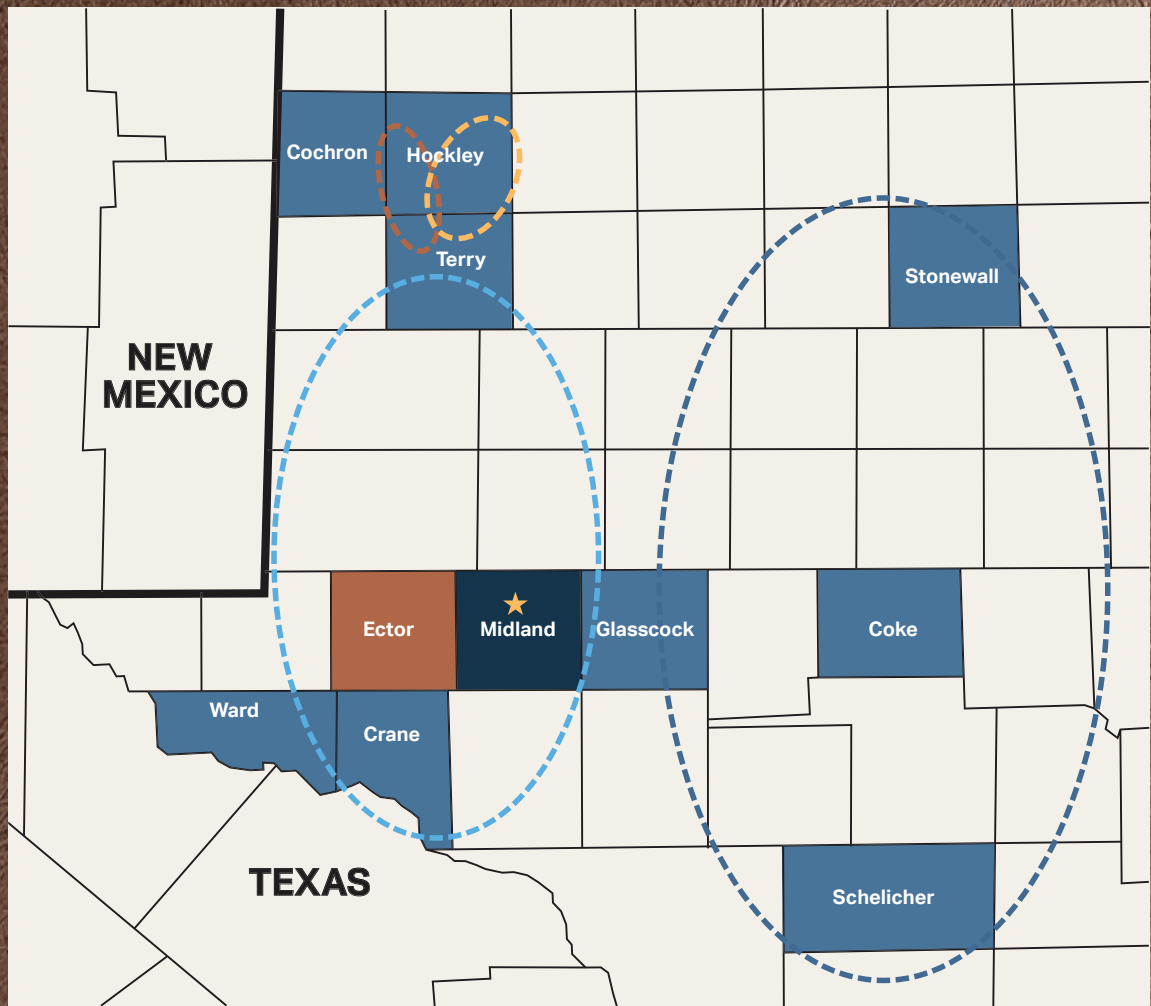 Cochron
Hockley
Terry
Stonewall
NEW
MEXICO
Ector
Midland
Glasscock
Coke
Ward
Crane
TEXAS
Schelicher